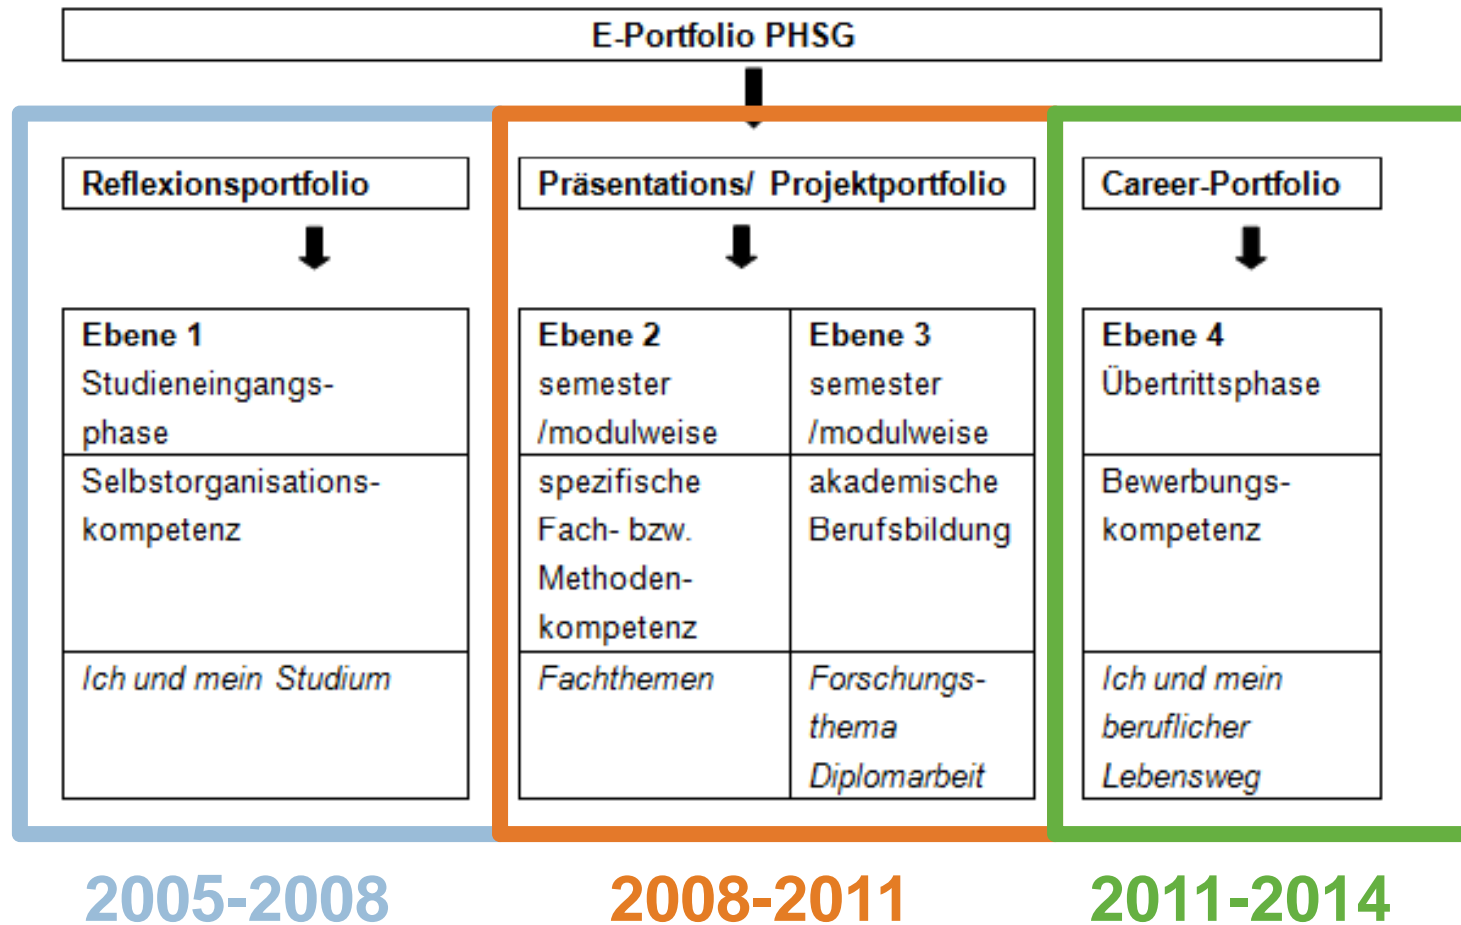 E-Portfolio PHSG
Reflexionsportfolio
Ebene 1
Studieneingangs-
phase
Selbstorganisations-
kompetenz
Ich und mein Studium
2005-2008
Präsentations/ Projektportfolio
Ebene 2
semester
/modulweise
spezifische
Fach- bzw.
Methoden-
kompetenz
Fachthemen
Ebene 3
semester
/modulweise
akademische
Berufsbildung
Forschungs-
thema
Diplomarbeit
2008-2011
Career-Portfolio
Ebene 4
Übertrittsphase
Bewerbungs-
kompetenz
Ich und mein
beruflicher
Lebensweg
2011-2014